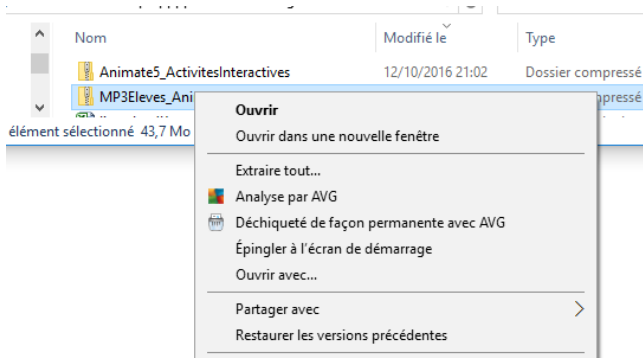 Nom Modifié le Type
Animate5_ActivitesInteractives 12/10/2016 21:02 Dossier compressé
MP3Eleves_Ani
élément sélectionné 43,7 Mo
Ouvrir
Ouvrir dans une nouvelle fenêtre
Extraire tout...
Analyse par AVG
Déchiqueté de façon permanente avec AVG
Épingler à l'écran de démarrage
Ouvrir avec...
Partager avec
Restaurer les versions précédentes